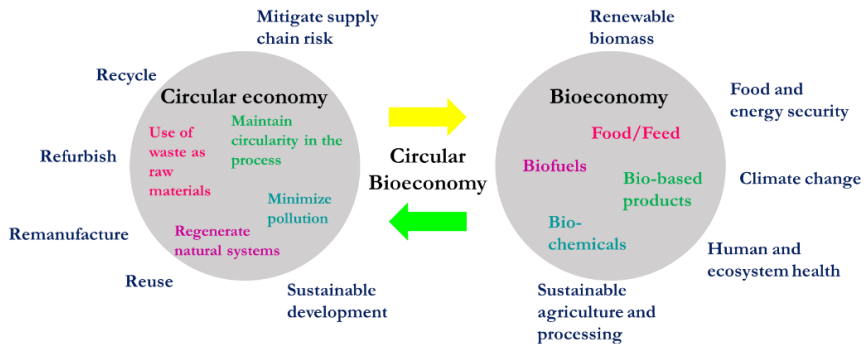 Mitigate supply
chain risk
Recycle
Circular economy
Use of
waste as
raw
materials
Maintain
circularity in the
process
Refurbish
Minimize
pollution
Regenerate
natural systems
Remanufacture
Reuse
Sustainable
development
Circular
Bioeconomy
Renewable
biomass
Bioeconomy
Food and
energy security
Food/Feed
Biofuels
Bio-based
products
Climate change
Bio-
chemicals
Human and
ecosystem health
Sustainable
agriculture and
processing